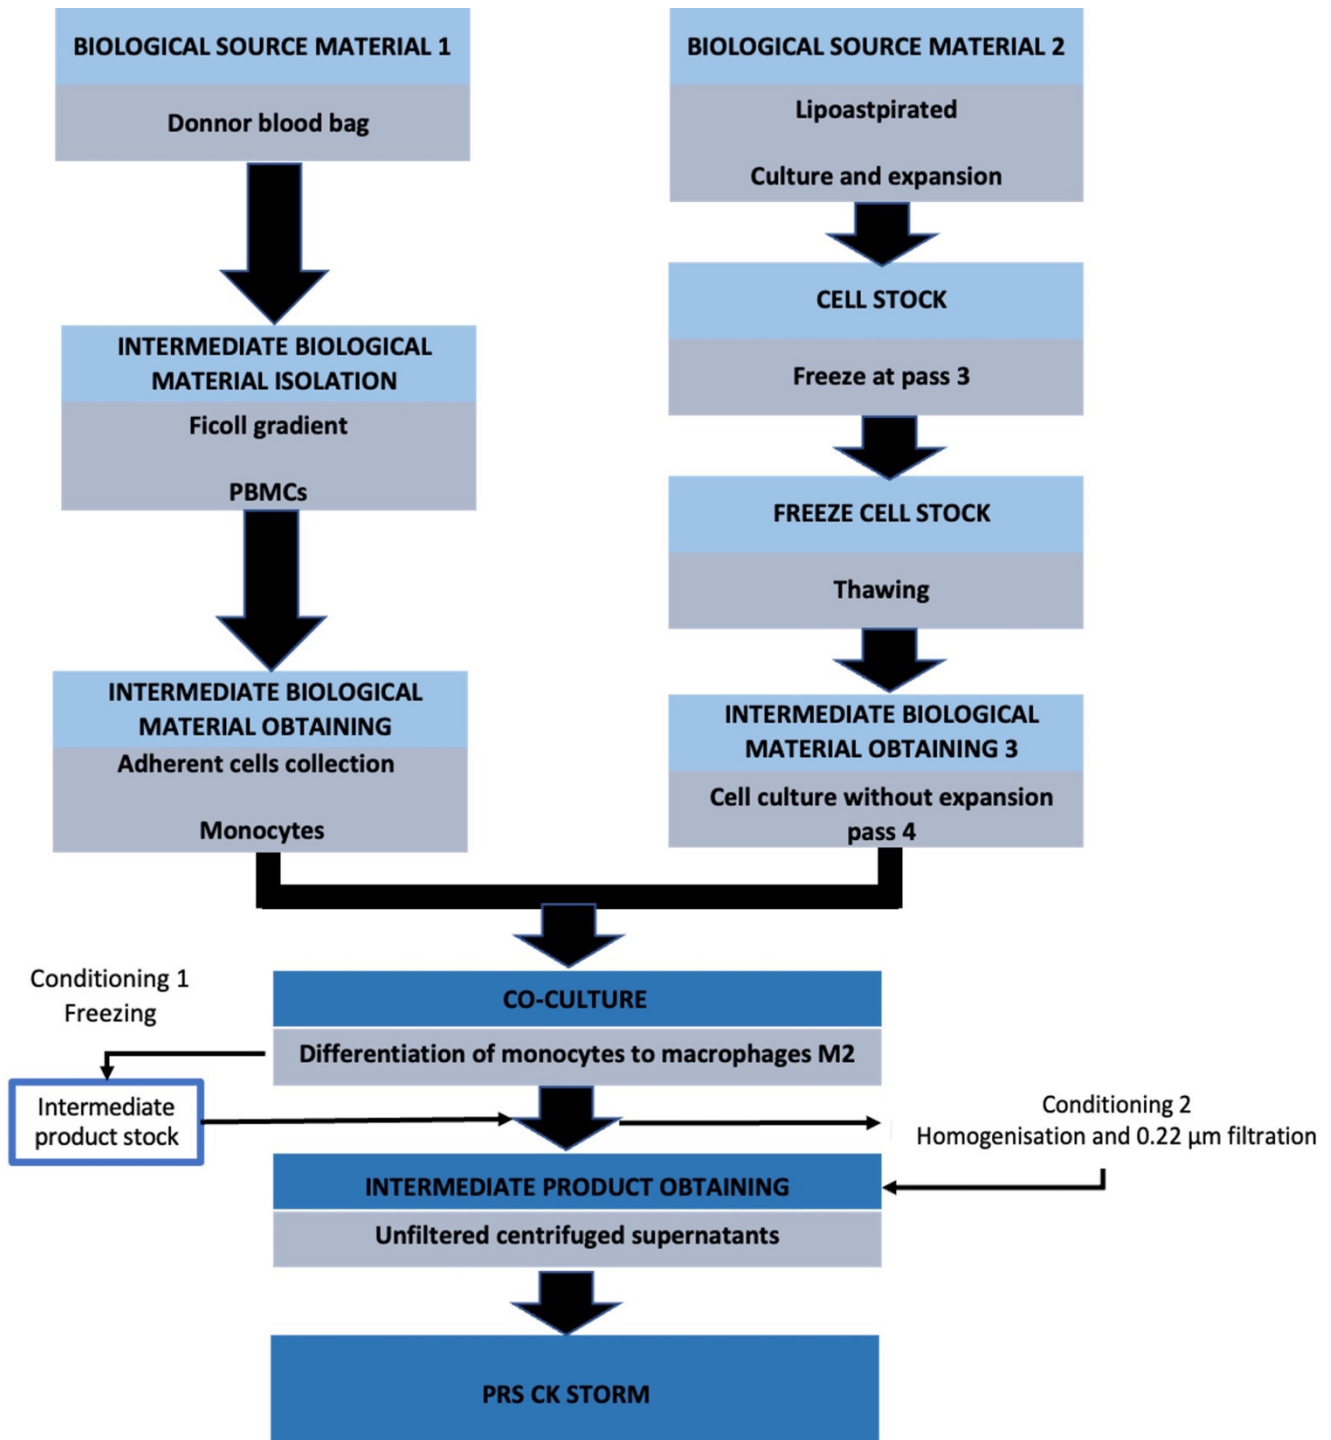 BIOLOGICAL SOURCE MATERIAL 1
Donnor blood bag
INTERMEDIATE BIOLOGICAL
MATERIAL ISOLATION
Ficoll gradient
PBMCs
INTERMEDIATE BIOLOGICAL
MATERIAL OBTAINING
Adherent cells collection
Monocytes
BIOLOGICAL SOURCE MATERIAL 2
Lipoastpirated
Culture and expansion
CELL STOCK
Freeze at pass 3
FREEZE CELL STOCK
Thawing
INTERMEDIATE BIOLOGICAL
MATERIAL OBTAINING 3
Cell culture without expansion
pass 4
CO-CULTURE
Differentiation of monocytes to macrophages M2
Conditioning 1
Freezing
Intermediate
product stock
Conditioning 2
Homogenisation and 0.22 µm filtration
INTERMEDIATE PRODUCT OBTAINING
Unfiltered centrifuged supernatants
PRS CK STORM